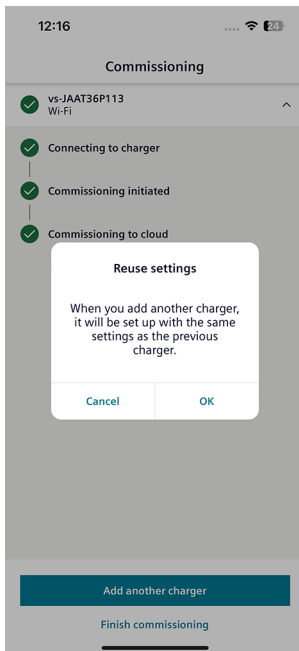 12:16
24
Commissioning
vs-JAAT36P113
Wi-Fi
Connecting to charger
Commissioning initiated
Commissioning to cloud
Reuse settings
When you add another charger,
it will be set up with the same
settings as the previous
charger.
Cancel
OK
Add another charger
Finish commissioning